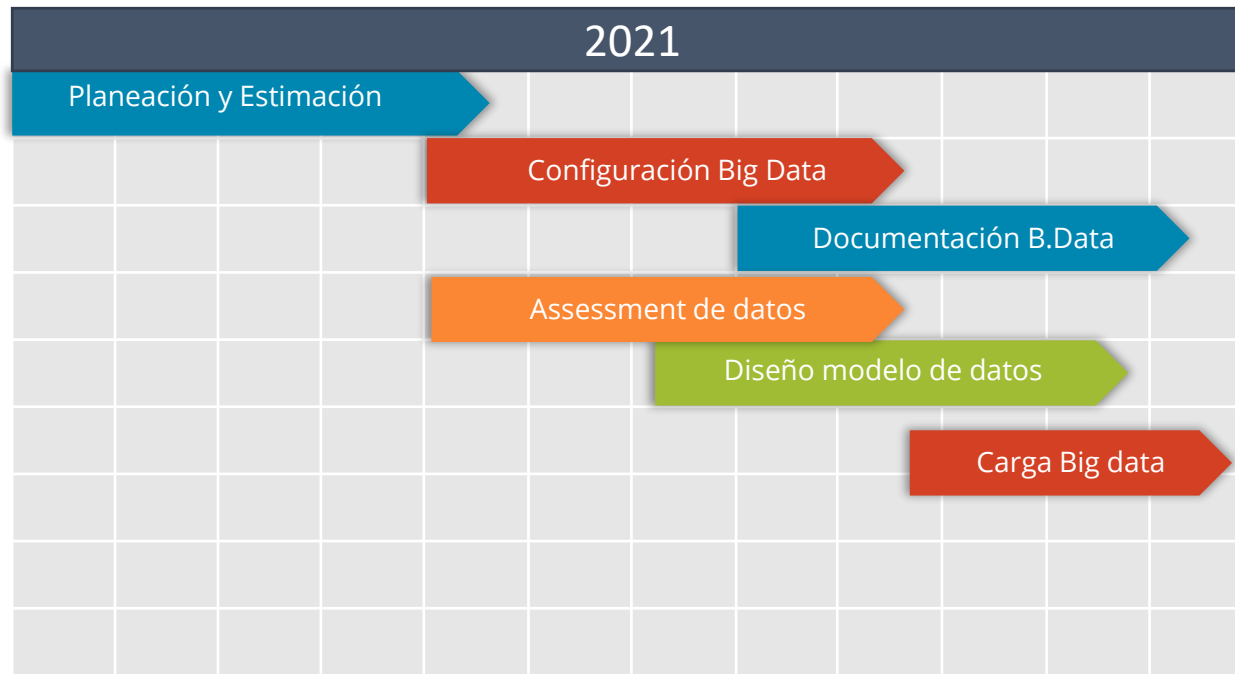 2021
Planeación y Estimación
Configuración Big Data
Documentación B.Data
Assessment de datos
Diseño modelo de datos
Carga Big data